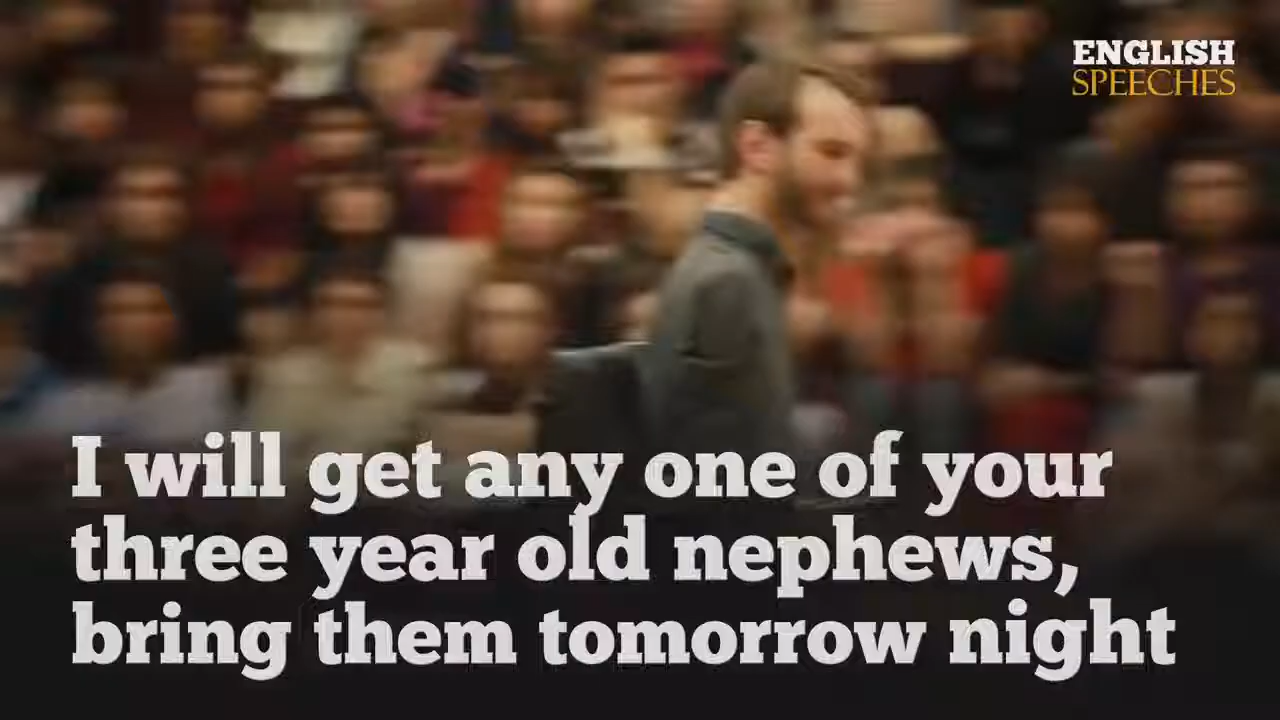 ENGLISH
SPEECHES
I will get any one of your
three year old nephews,
bring them tomorrow night